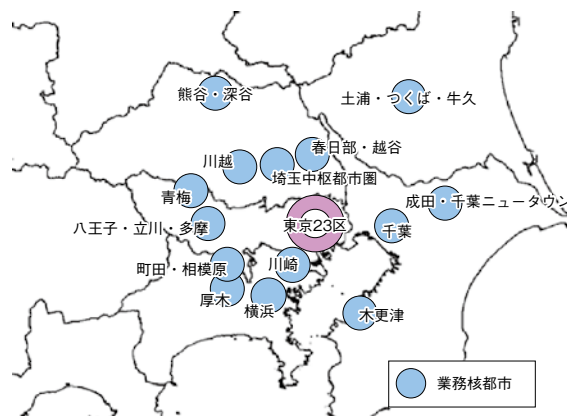 熊谷・深谷
土浦・つくば・牛久
春日部・越谷
川越
埼玉中枢都市圏
青梅
成田・千葉ニュータウン
八王子・立川・多摩
東京23区
千葉
町田・相模原
川崎
厚木
横浜
木更津
業務核都市